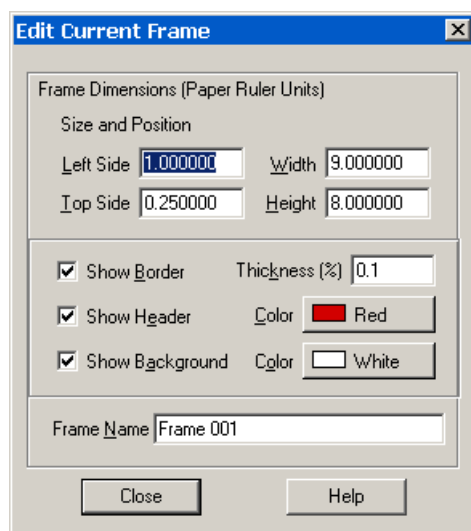 Edit Current Frame
Frame Dimensions (Paper Ruler Units)
Size and Position
Left Side 1.000000 Width 9.000000
Top Side 0.250000 Height 8.000000
Show Border Thickness (%) 0.1
Show Header Color Red
Show Background Color White
Frame Name Frame 001
Close Help